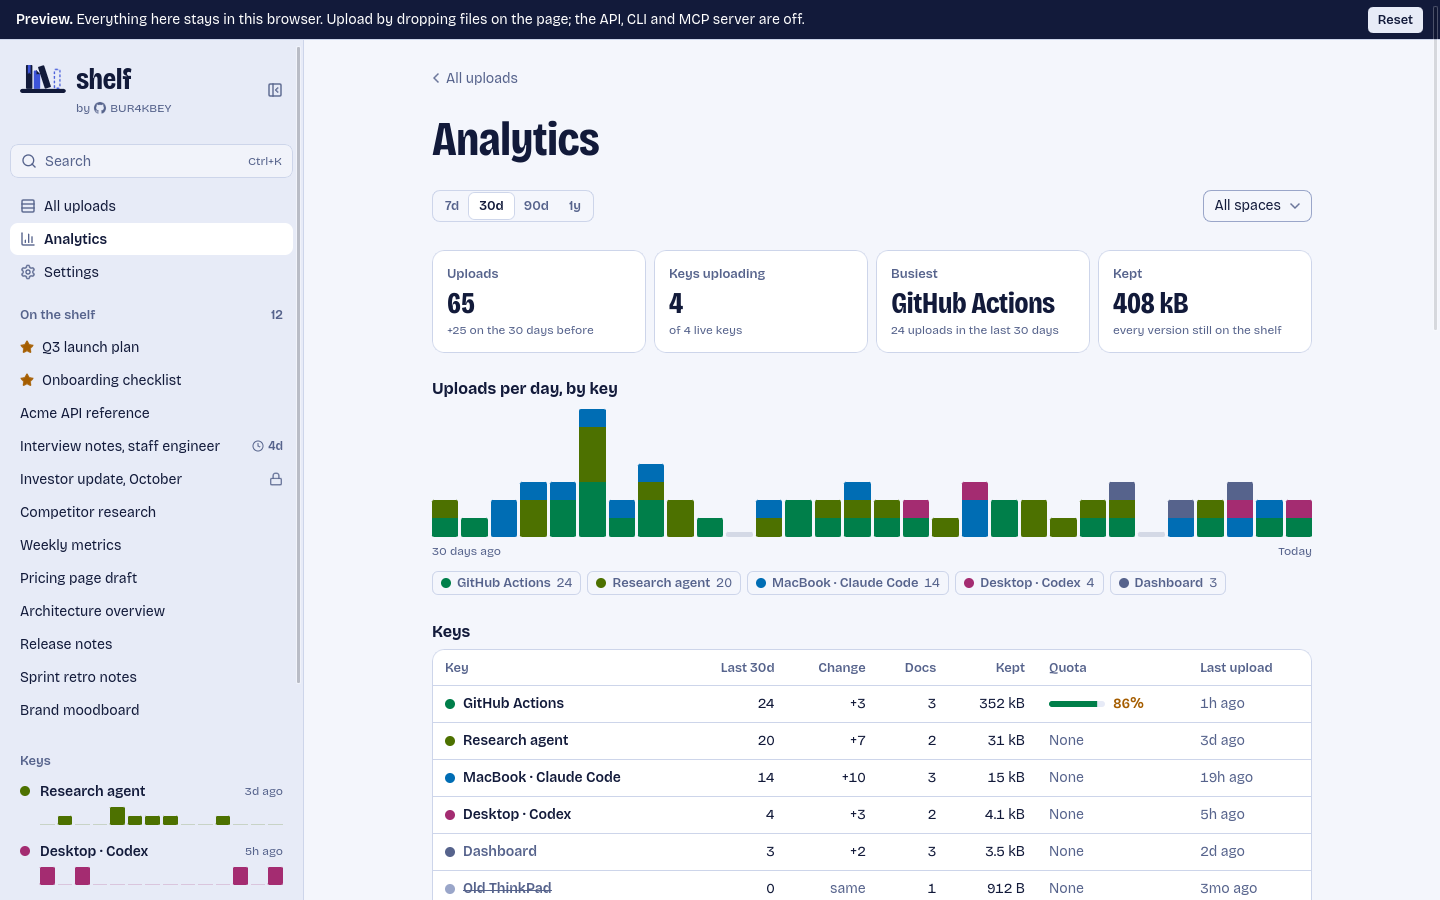 Preview. Everything here stays in this browser. Upload by dropping files on the page; the API, CLI and MCP server are off.
Reset
shelf
by BUR4KBEY
Search Ctrl+K
All uploads
Analytics
Settings
On the shelf 12
Q3 launch plan
Onboarding checklist
Acme API reference
Interview notes, staff engineer 4d
Investor update, October
Competitor research
Weekly metrics
Pricing page draft
Architecture overview
Release notes
Sprint retro notes
Brand moodboard
Keys
Research agent 3d ago
Desktop · Codex 5h ago
All uploads
Analytics
7d 30d 90d 1y
All spaces
Uploads
65
+25 on the 30 days before
Keys uploading
4
of 4 live keys
Busiest
GitHub Actions
24 uploads in the last 30 days
Kept
408 kB
every version still on the shelf
Uploads per day, by key
30 days ago Today
GitHub Actions 24 Research agent 20 MacBook · Claude Code 14 Desktop · Codex 4 Dashboard 3
Keys
Key Last 30d Change Docs Kept Quota Last upload
GitHub Actions 24 +3 3 352 kB 86% 1h ago
Research agent 20 +7 2 31 kB None 3d ago
MacBook · Claude Code 14 +10 3 15 kB None 19h ago
Desktop · Codex 4 +3 2 4.1 kB None 5h ago
Dashboard 3 +2 3 3.5 kB None 2d ago
Old ThinkPad 0 same 1 912 B None 3mo ago